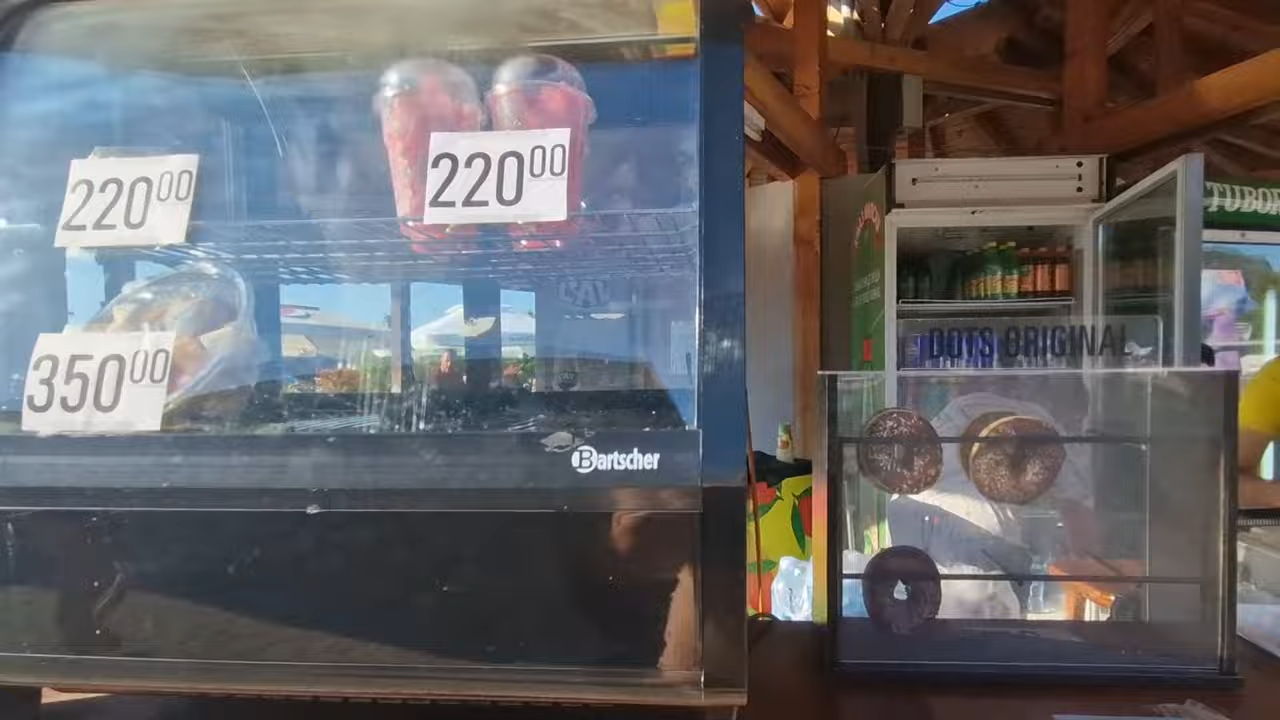 220⁰⁰
220⁰⁰
350⁰⁰
Bartscher
DOTS ORIGINAL
TUBOR